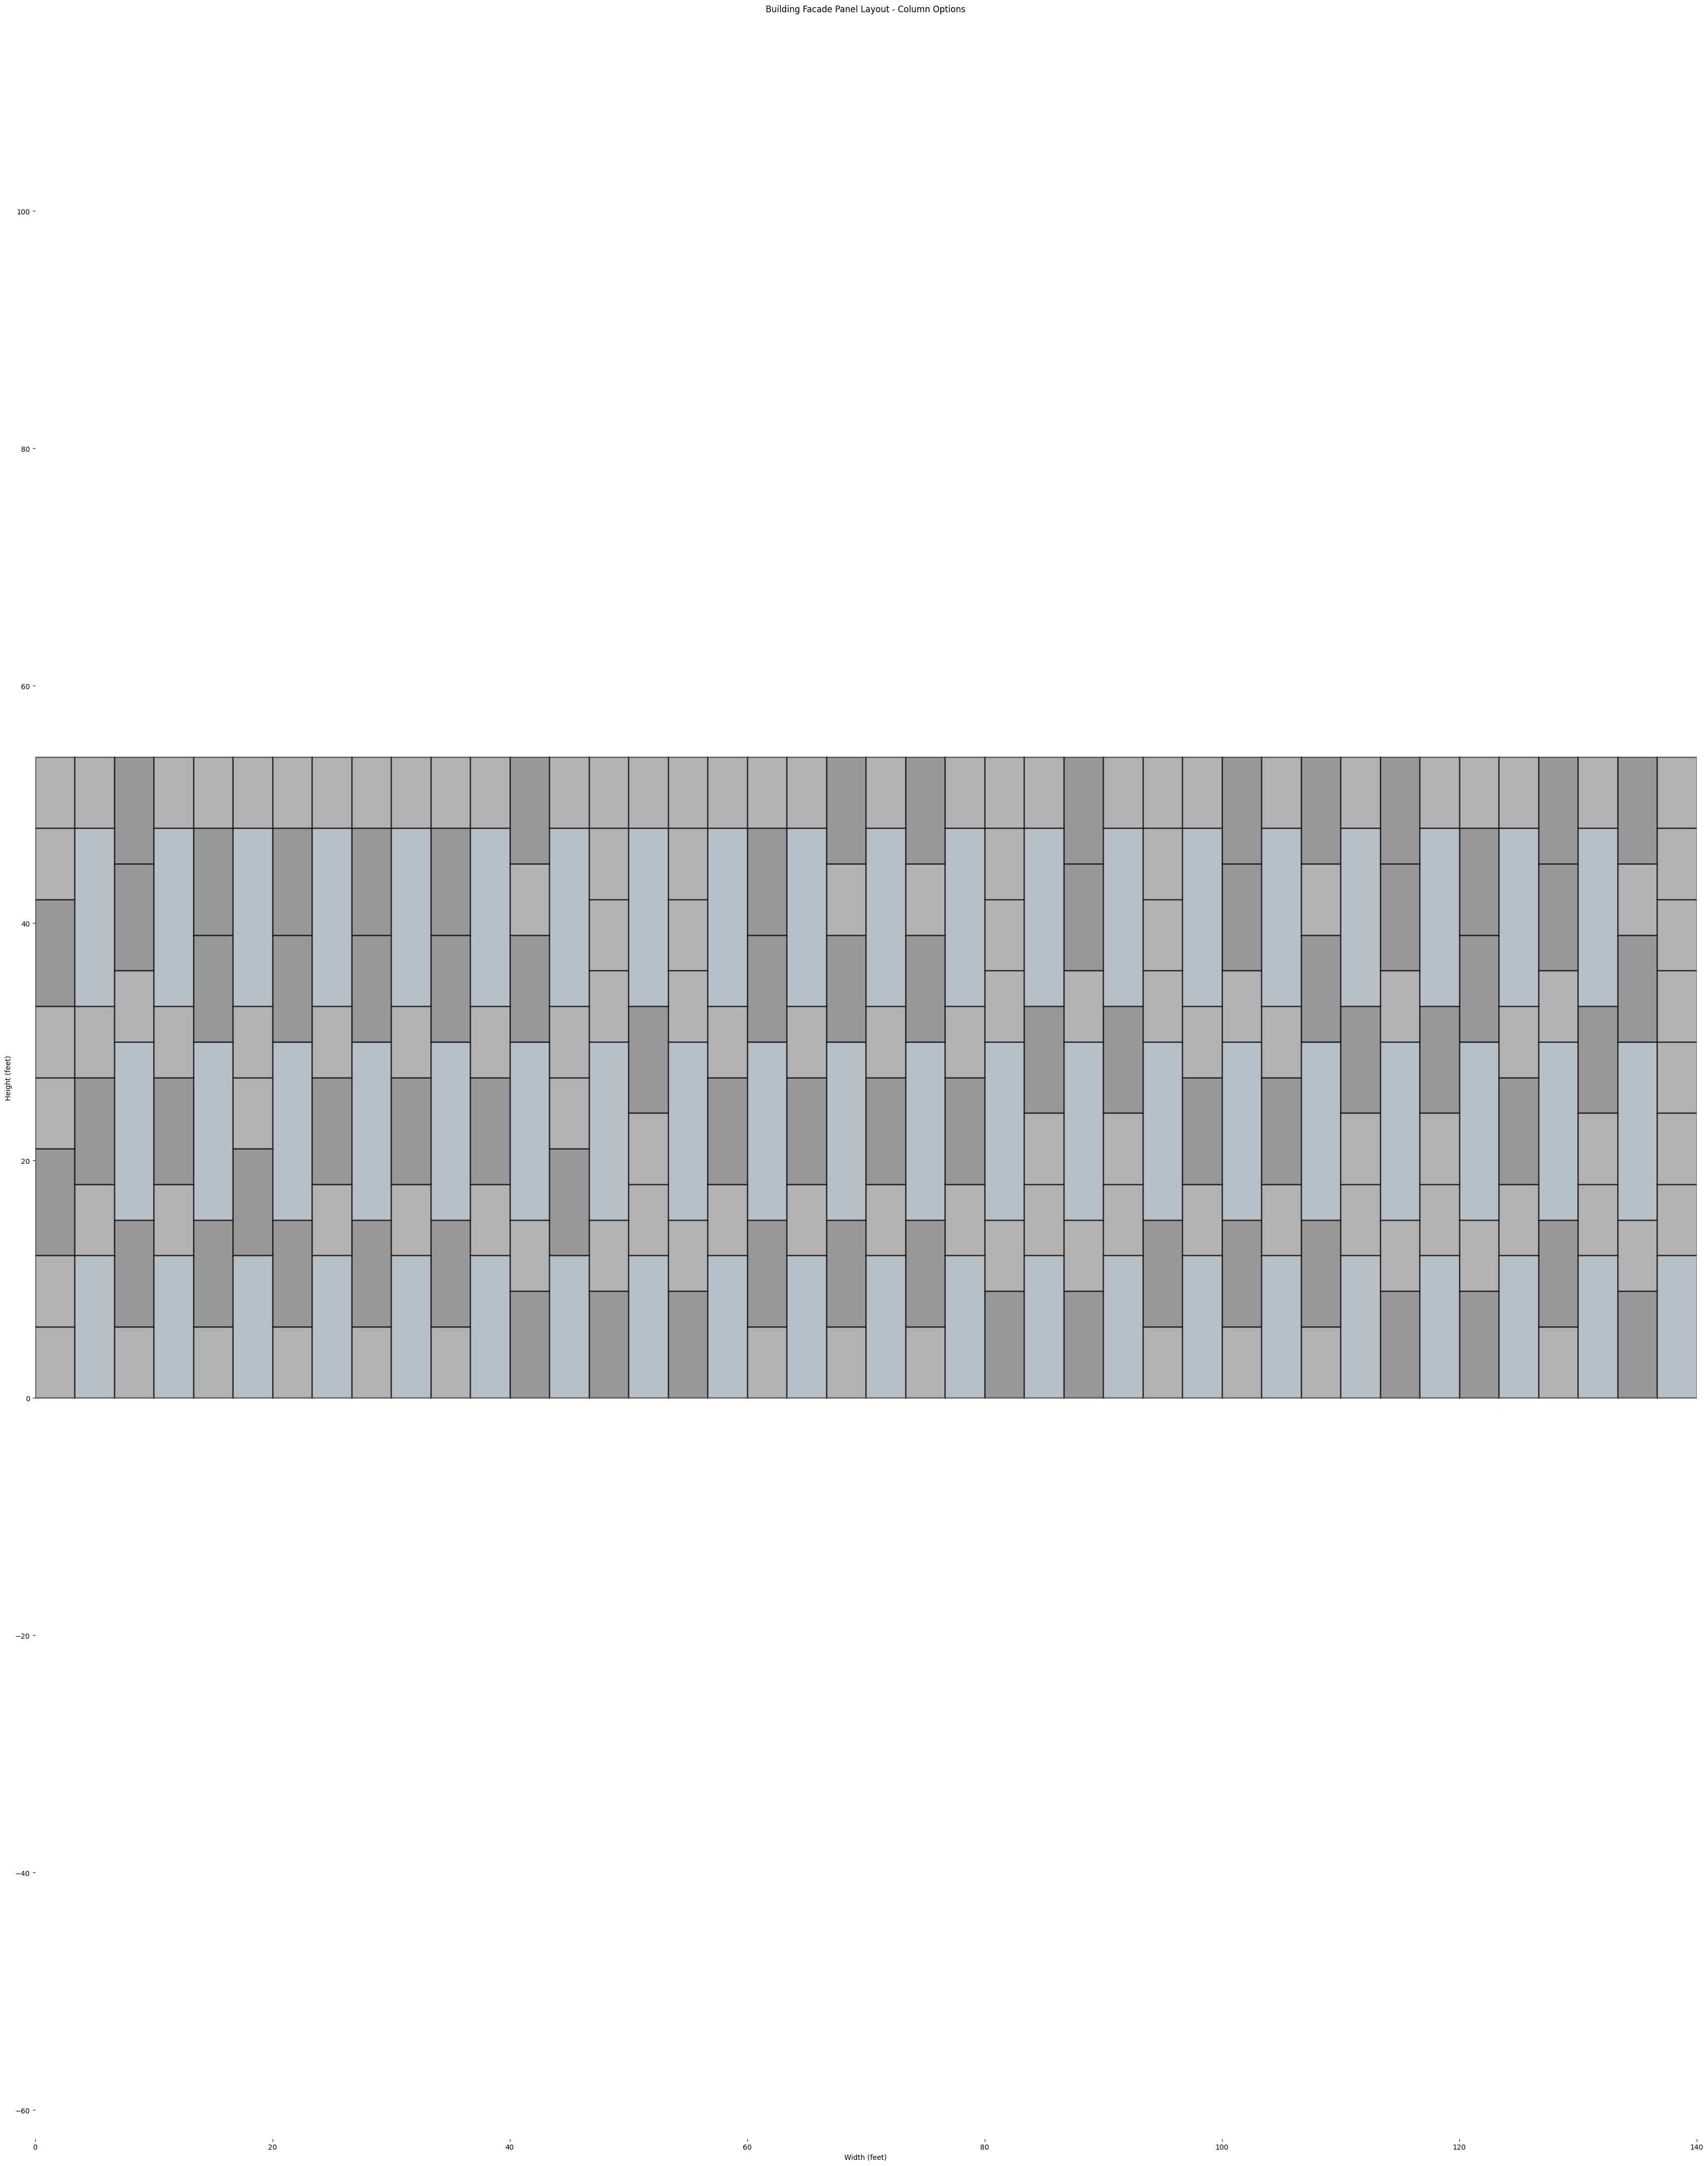 Building Facade Panel Layout - Column Options
100
80
60
40
20
0
−20
−40
−60
Height (feet)
0 20 40 60 80 100 120 140
Width (feet)